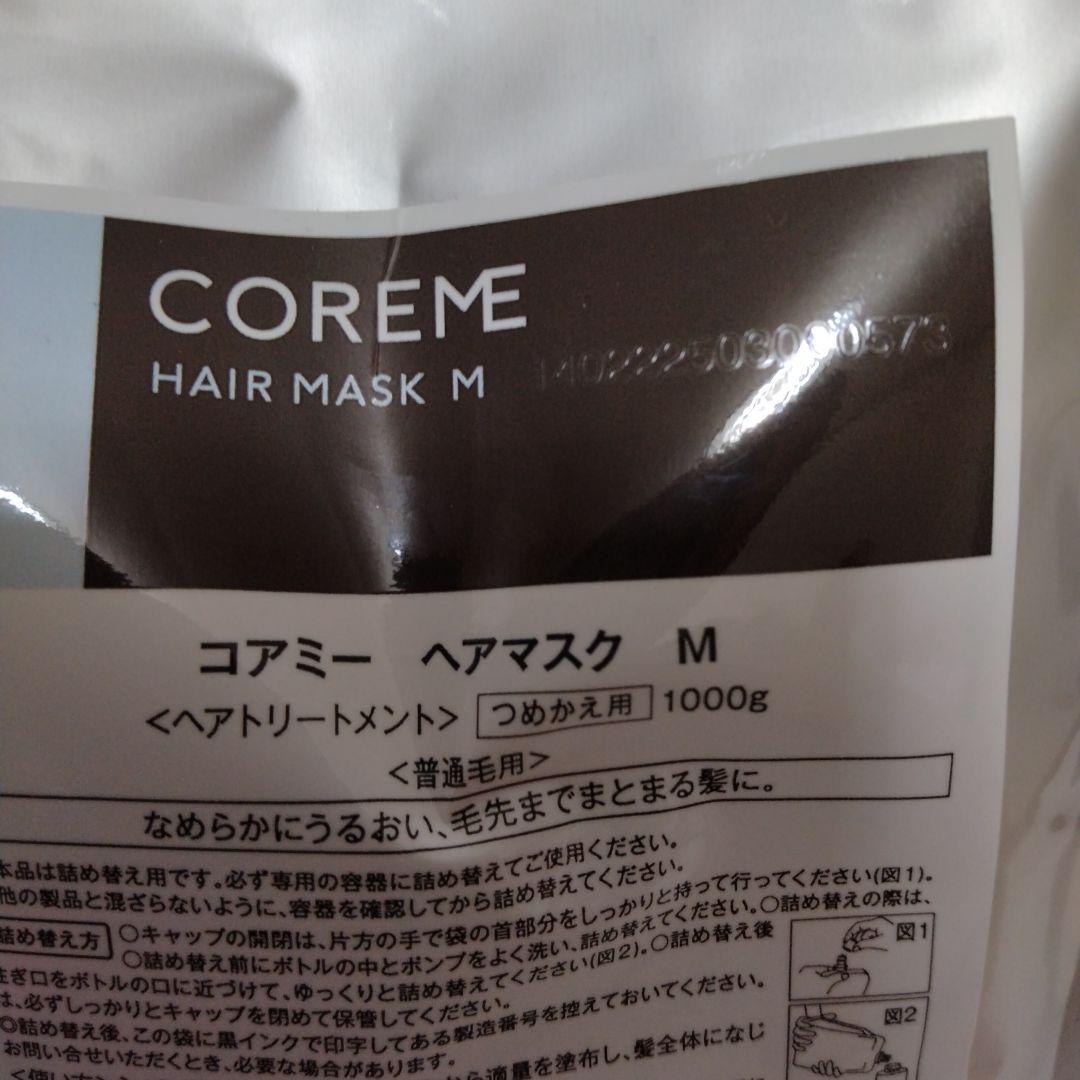 COREME
HAIR MASK M
コアミー ヘアマスク M
<ヘアトリートメント> つめかえ用 1000g
<普通毛用>
なめらかにうるおい、毛先までまとまる髪に。
本品は詰め替え用です。必ず専用の容器に詰め替えてご使用ください。
他の製品と混ざらないように、容器を確認してから詰め替えてください。
詰め替え方 ○キャップの開閉は、片方の手で袋の首部分をしっかりと持って行ってください(図1)。
○詰め替え前にボトルの中とポンプをよく洗い、詰め替えてください。○詰め替えの際は、
注ぎ口をボトルの口に近づけて、ゆっくりと詰め替えてください(図2)。○詰め替え後
は、必ずしっかりとキャップを閉めて保管してください。
◎詰め替え後、この袋に黒インクで印字してある製造番号を控えておいてください。
お問い合せいただくとき、必要な場合があります。
適量を塗布し、髪全体になじ
図1
図2